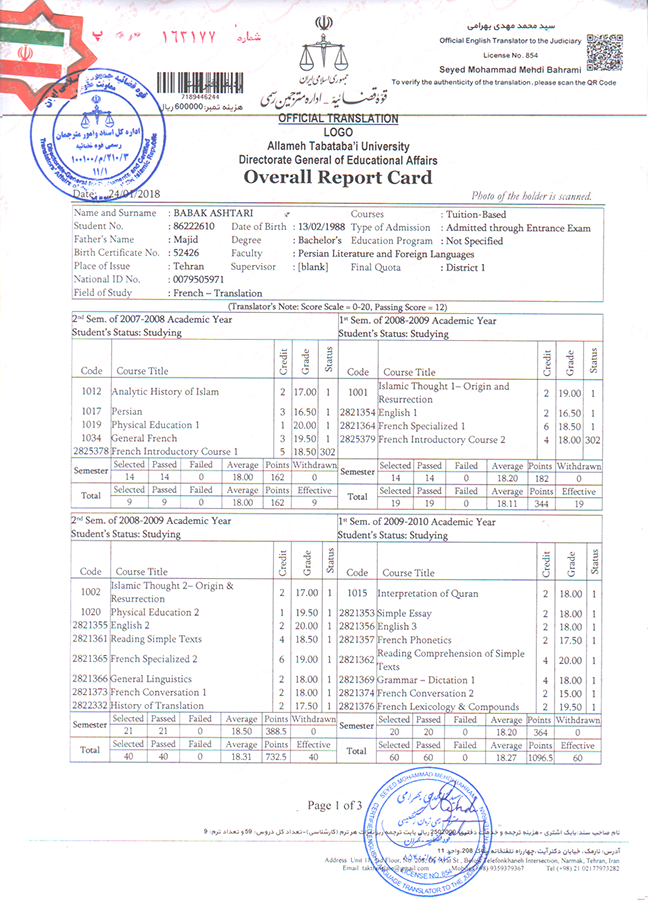 شماره ۱۶۳۱۷۷ پ
سید محمد مهدی بهرامی
Official English Translator to the Judiciary
License No. 854
Seyed Mohammad Mehdi Bahrami
To verify the authenticity of the translation, please scan the QR Code
جمهوری اسلامی ایران
قوه قضائیه - اداره مترجمین رسمی
7189446244
هزینه تمبر: 600000 ریال
اداره کل اسناد و امور مترجمان
رسمی قوه قضائیه
۱۰۰-۱۰۰/م/۲۱۰/۳
۱۱/۱
OFFICIAL TRANSLATION
LOGO
Allameh Tabataba'i University
Directorate General of Educational Affairs
Overall Report Card
Date: 24/01/2018
Photo of the holder is scanned.
Name and Surname : BABAK ASHTARI Courses : Tuition-Based
Student No. : 86222610 Date of Birth : 13/02/1988 Type of Admission : Admitted through Entrance Exam
Father's Name : Majid Degree : Bachelor's Education Program : Not Specified
Birth Certificate No. : 52426 Faculty : Persian Literature and Foreign Languages
Place of Issue : Tehran Supervisor : [blank] Final Quota : District 1
National ID No. : 0079505971
Field of Study : French – Translation
(Translator's Note: Score Scale = 0-20, Passing Score = 12)
2nd Sem. of 2007-2008 Academic Year
Student's Status: Studying
Code Course Title Credit Grade Status
1012 Analytic History of Islam 2 17.00 1
1017 Persian 3 16.50 1
1019 Physical Education 1 1 20.00 1
1034 General French 3 19.50 1
2825378 French Introductory Course 1 5 18.50 302
Semester Selected Passed Failed Average Points Withdrawn
14 14 0 18.00 162 0
Total Selected Passed Failed Average Points Effective
9 9 0 18.00 162 9
1st Sem. of 2008-2009 Academic Year
Student's Status: Studying
Code Course Title Credit Grade Status
1001 Islamic Thought 1– Origin and
Resurrection 2 19.00 1
2821354 English 1 2 16.50 1
2821364 French Specialized 1 6 18.50 1
2825379 French Introductory Course 2 4 18.00 302
Semester Selected Passed Failed Average Points Withdrawn
14 14 0 18.20 182 0
Total Selected Passed Failed Average Points Effective
19 19 0 18.11 344 19
2nd Sem. of 2008-2009 Academic Year
Student's Status: Studying
Code Course Title Credit Grade Status
1002 Islamic Thought 2– Origin &
Resurrection 2 17.00 1
1020 Physical Education 2 1 19.50 1
2821355 English 2 2 20.00 1
2821361 Reading Simple Texts 4 18.50 1
2821365 French Specialized 2 6 19.00 1
2821366 General Linguistics 2 18.00 1
2821373 French Conversation 1 2 18.00 1
2822332 History of Translation 2 17.50 1
Semester Selected Passed Failed Average Points Withdrawn
21 21 0 18.50 388.5 0
Total Selected Passed Failed Average Points Effective
40 40 0 18.31 732.5 40
1st Sem. of 2009-2010 Academic Year
Student's Status: Studying
Code Course Title Credit Grade Status
1015 Interpretation of Quran 2 18.00 1
2821353 Simple Essay 2 18.00 1
2821356 English 3 2 18.00 1
2821357 French Phonetics 2 17.50 1
2821362 Reading Comprehension of Simple
Texts 4 20.00 1
2821369 Grammar – Dictation 1 4 18.00 1
2821374 French Conversation 2 2 15.00 1
2821376 French Lexicology & Compounds 2 19.50 1
Semester Selected Passed Failed Average Points Withdrawn
20 20 0 18.20 364 0
Total Selected Passed Failed Average Points Effective
60 60 0 18.27 1096.5 60
Page 1 of 3
نام صاحب سند: بابک اشتری - هزینه ترجمه و خدمات دفتری: ریال بابت ترجمه ریزنمرات هر ترم (کارشناسی) - تعداد کل دروس: 59 و تعداد ترم: 9
آدرس: نارمک، خیابان دکتر آیت، چهارراه تلفنخانه، پلاک 208، واحد 11
Address Unit 11, Floor, No. 208, St., Telefonkhaneh Intersection, Narmak, Tehran, Iran
Email: Mobile: 9359379367 Tel (+98) 21 02177973282
SEYED MOHAMMAD MEHDI BAHRAMI
LICENSE NO. 854